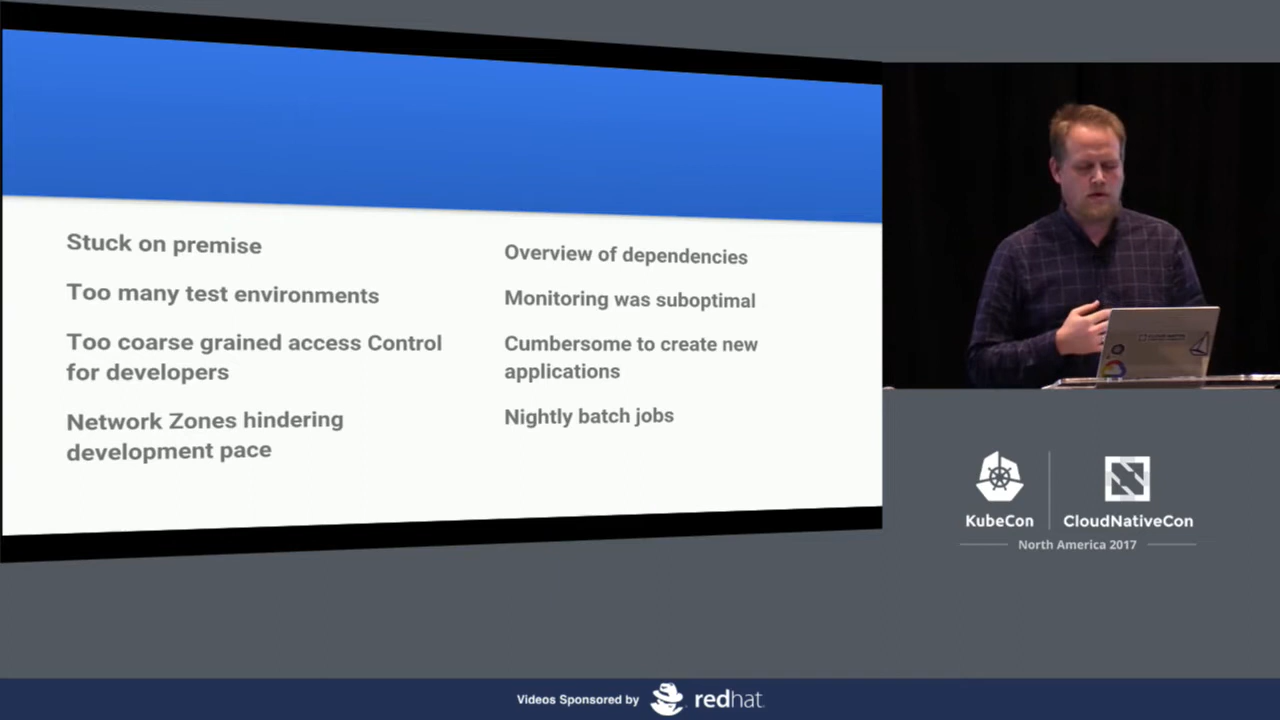 Stuck on premise
Too many test environments
Too coarse grained access Control
for developers
Network Zones hindering
development pace
Overview of dependencies
Monitoring was suboptimal
Cumbersome to create new
applications
Nightly batch jobs
KubeCon
CloudNativeCon
North America 2017
Videos Sponsored by
redhat